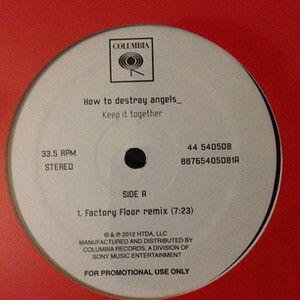 COLUMBIA
How to destroy angels_
Keep it together
33.5 RPM
STEREO
44 540508
88765405081A
SIDE A
1. Factory Floor remix (7:23)
© & ℗ 2012 HTDA, LLC
MANUFACTURED AND DISTRIBUTED BY
COLUMBIA RECORDS, A DIVISION OF
SONY MUSIC ENTERTAINMENT
FOR PROMOTIONAL USE ONLY